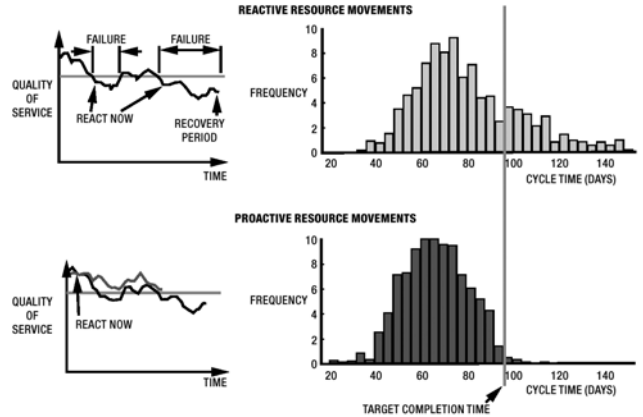 REACTIVE RESOURCE MOVEMENTS
FAILURE
FAILURE
QUALITY
OF
SERVICE
REACT NOW
RECOVERY
PERIOD
TIME
FREQUENCY
10
8
6
4
2
0
20 40 60 80 100 120 140
CYCLE TIME (DAYS)
PROACTIVE RESOURCE MOVEMENTS
QUALITY
OF
SERVICE
REACT NOW
TIME
FREQUENCY
10
8
6
4
2
0
20 40 60 80 100 120 140
CYCLE TIME (DAYS)
TARGET COMPLETION TIME